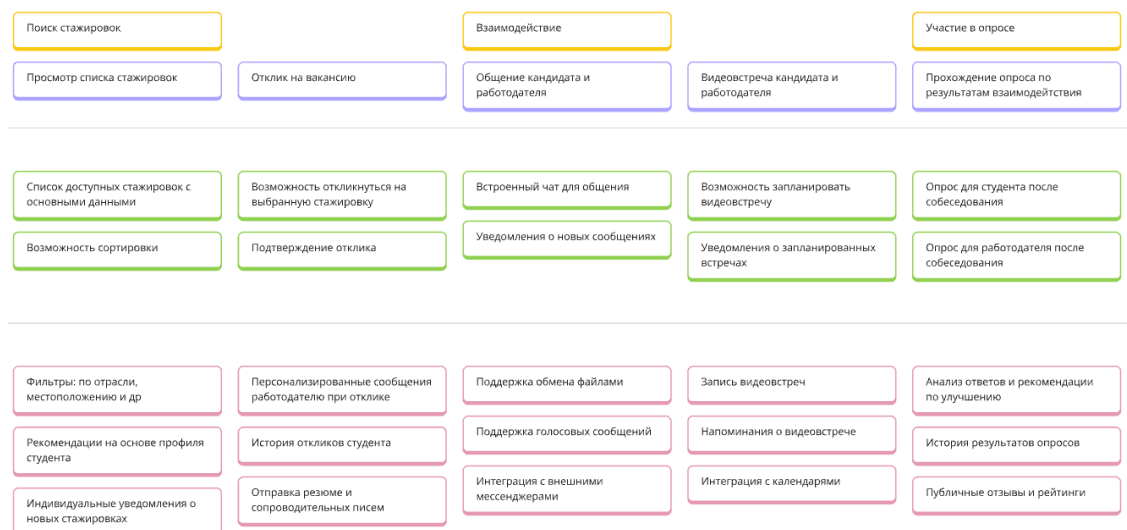 Поиск стажировок
Взаимодействие
Участие в опросе
Просмотр списка стажировок
Отклик на вакансию
Общение кандидата и
работодателя
Видеовстреча кандидата и
работодателя
Прохождение опроса по
результатам взаимодейтствия
Список доступных стажировок с
основными данными
Возможность откликнуться на
выбранную стажировку
Встроенный чат для общения
Возможность запланировать
видеовстречу
Опрос для студента после
собеседования
Возможность сортировки
Подтверждение отклика
Уведомления о новых сообщениях
Уведомления о запланированных
встречах
Опрос для работодателя после
собеседования
Фильтры: по отрасли,
местоположению и др
Персонализированные сообщения
работодателю при отклике
Поддержка обмена файлами
Запись видеовстреч
Анализ ответов и рекомендации
по улучшению
Рекомендации на основе профиля
студента
История откликов студента
Поддержка голосовых сообщений
Напоминания о видеовстрече
История результатов опросов
Индивидуальные уведомления о
новых стажировках
Отправка резюме и
сопроводительных писем
Интеграция с внешними
мессенджерами
Интеграция с календарями
Публичные отзывы и рейтинги